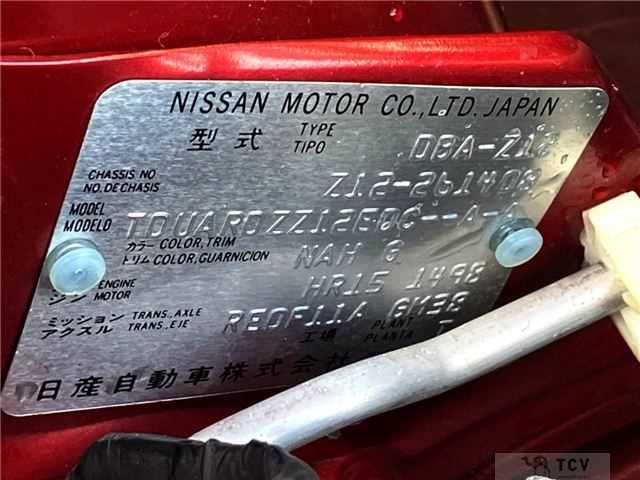 NISSAN MOTOR CO.,LTD. JAPAN
型式 TYPE TIPO DBA-Z12
CHASSIS NO NO. DE CHASIS Z12-261408
MODEL MODELO
カラー COLOR, TRIM トリム COLOR, GUARNICION NAH G
ENGINE MOTOR HR15 1498
ミッション TRANS., AXLE アクスル TRANS., EJE REOF11A GM38
工場 PLANT PLANTA
日産自動車株式会社
TCV